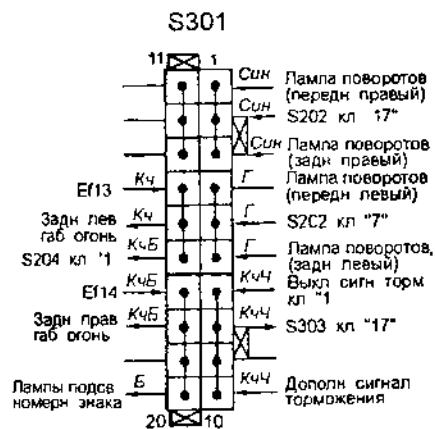 S301
11 1
Син Лампа поворотов
(передн правый)
Син S202 кл 17"
Син Лампа поворотов
(задн правый)
Ef13 Кч Г Лампа поворотов
(передн левый)
Задн лев Кч Г S2C2 кл "7"
габ огонь
S204 кл "1 КчБ Г Лампа поворотов,
(задн левый)
Ef14 КчБ КчЧ Выкл сигн торм
кл "1
Задн прав КчБ КчЧ S303 кл "17"
габ огонь
Лампы подсв Б КчЧ Дополн сигнал
номерн знака торможения
20 10